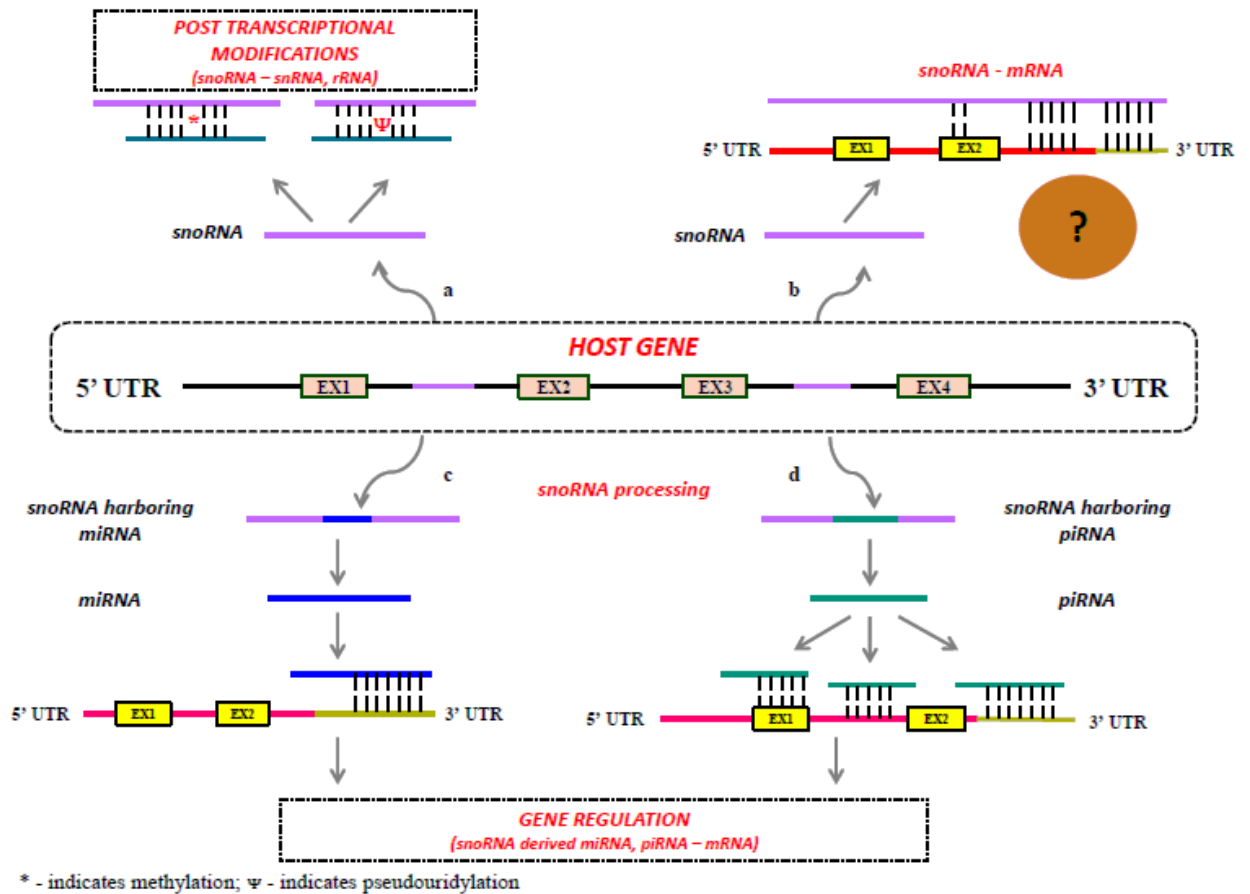 POST TRANSCRIPTIONAL
MODIFICATIONS
(snoRNA – snRNA, rRNA)
*
Ψ
snoRNA
a
snoRNA - mRNA
5' UTR
EX1
EX2
3' UTR
?
snoRNA
b
HOST GENE
5' UTR
EX1
EX2
EX3
EX4
3' UTR
c
d
snoRNA processing
snoRNA harboring
miRNA
snoRNA harboring
piRNA
miRNA
piRNA
5' UTR
EX1
EX2
3' UTR
5' UTR
EX1
EX2
3' UTR
GENE REGULATION
(snoRNA derived miRNA, piRNA – mRNA)
* - indicates methylation; Ψ - indicates pseudouridylation